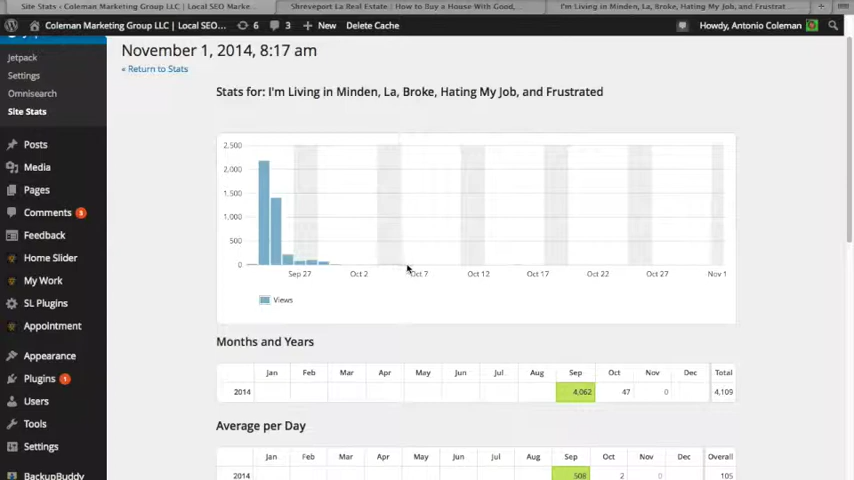 Site Stats ‹ Coleman Marketing Group LLC | Local SEO — Marke...
Shreveport La Real Estate | How to Buy a House With Good,...
I'm Living in Minden, La, Broke, Hating My Job, and Frustrat...
Coleman Marketing Group LLC | Local SEO... 6 3 + New Delete Cache Howdy, Antonio Coleman
Jetpack
Settings
Omnisearch
Site Stats
Posts
Media
Pages
Comments 3
Feedback
Home Slider
My Work
SL Plugins
Appointment
Appearance
Plugins 1
Users
Tools
Settings
BackupBuddy
November 1, 2014, 8:17 am
« Return to Stats
Stats for: I'm Living in Minden, La, Broke, Hating My Job, and Frustrated
2,500
2,000
1,500
1,000
500
0
Sep 27 Oct 2 Oct 7 Oct 12 Oct 17 Oct 22 Oct 27 Nov 1
Views
Months and Years
Jan Feb Mar Apr May Jun Jul Aug Sep Oct Nov Dec Total
2014 4,062 47 0 4,109
Average per Day
Jan Feb Mar Apr May Jun Jul Aug Sep Oct Nov Dec Overall
2014 508 2 0 105